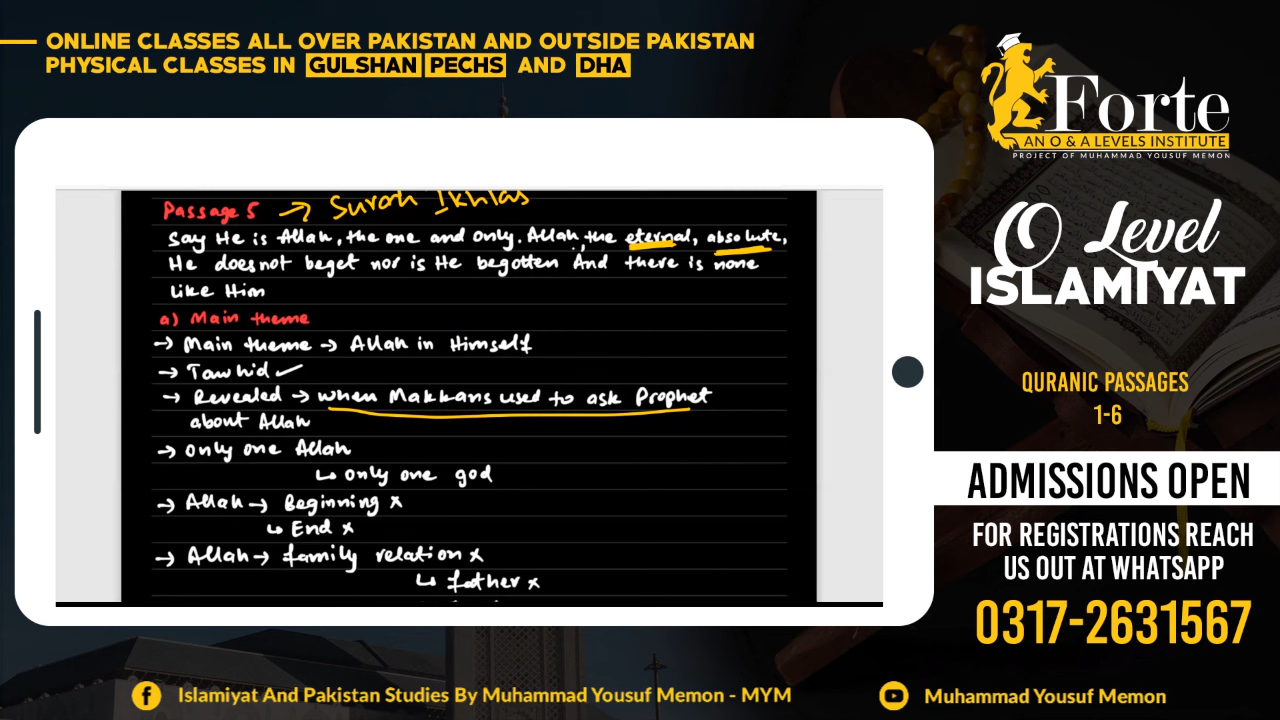 ONLINE CLASSES ALL OVER PAKISTAN AND OUTSIDE PAKISTAN
PHYSICAL CLASSES IN GULSHAN PECHS AND DHA
Passage 5 → Surah Ikhlas
Say He is Allah, the one and only. Allah, the eternal, absolute,
He does not beget nor is He begotten And there is none
like Him
a) Main theme
→ Main theme → Allah in Himself
→ Tawhid ✓
→ Revealed → when Makkans used to ask Prophet
about Allah
→ Only one Allah
↳ only one god
→ Allah → Beginning x
↳ End x
→ Allah → family relation x
↳ father x
Forte
AN O & A LEVELS INSTITUTE
PROJECT OF MUHAMMAD YOUSUF MEMON
O Level
ISLAMIYAT
QURANIC PASSAGES
1-6
ADMISSIONS OPEN
FOR REGISTRATIONS REACH
US OUT AT WHATSAPP
0317-2631567
Islamiyat And Pakistan Studies By Muhammad Yousuf Memon - MYM
Muhammad Yousuf Memon